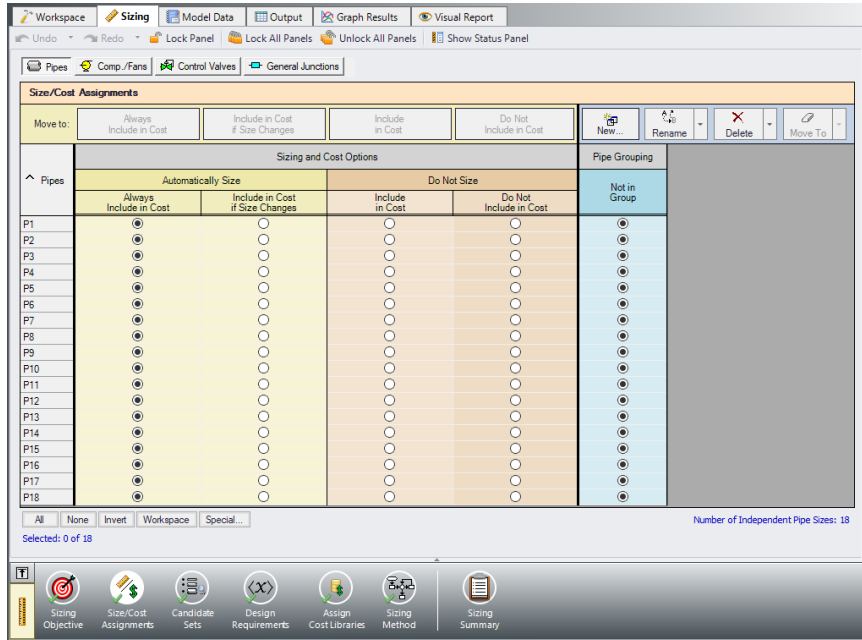 Workspace Sizing Model Data Output Graph Results Visual Report
Undo Redo Lock Panel Lock All Panels Unlock All Panels Show Status Panel
Pipes Comp./Fans Control Valves General Junctions
Size/Cost Assignments
Move to:
Always
Include in Cost
Include in Cost
if Size Changes
Include
in Cost
Do Not
Include in Cost
New... Rename Delete Move To
Sizing and Cost Options
Pipe Grouping
Pipes
Automatically Size
Do Not Size
Not in
Group
Always
Include in Cost
Include in Cost
if Size Changes
Include
in Cost
Do Not
Include in Cost
P1
P2
P3
P4
P5
P6
P7
P8
P9
P10
P11
P12
P13
P14
P15
P16
P17
P18
All None Invert Workspace Special...
Number of Independent Pipe Sizes: 18
Selected: 0 of 18
Sizing
Objective
Size/Cost
Assignments
Candidate
Sets
Design
Requirements
Assign
Cost Libraries
Sizing
Method
Sizing
Summary